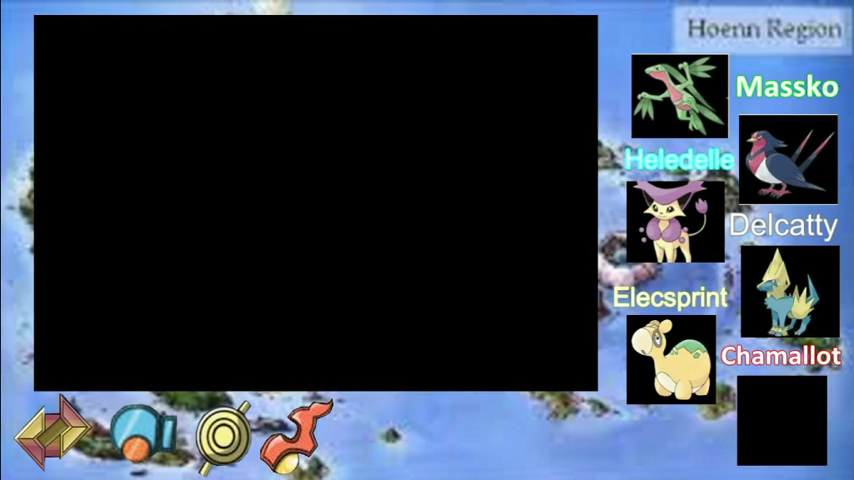 Hoenn Region
Massko
Heledelle
Delcatty
Elecsprint
Chamallot